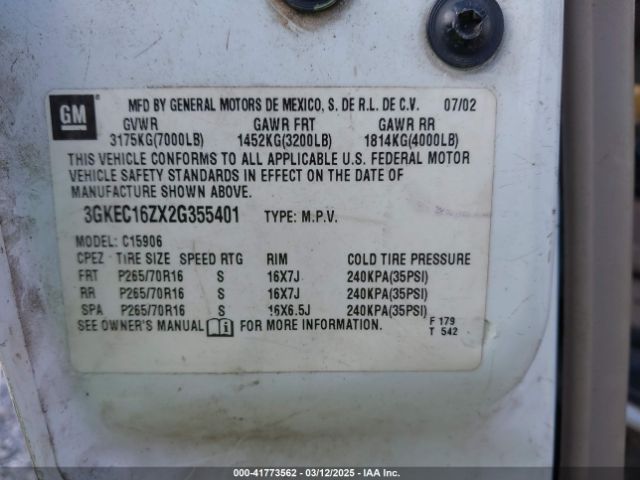 GM
MFD BY GENERAL MOTORS DE MEXICO, S. DE R.L. DE C.V. 07/02
GVWR GAWR FRT GAWR RR
3175KG(7000LB) 1452KG(3200LB) 1814KG(4000LB)
THIS VEHICLE CONFORMS TO ALL APPLICABLE U.S. FEDERAL MOTOR
VEHICLE SAFETY STANDARDS IN EFFECT ON THE DATE OF
MANUFACTURE SHOWN ABOVE.
3GKEC16ZX2G355401 TYPE: M.P.V.
MODEL: C15906
CPEZ TIRE SIZE SPEED RTG RIM COLD TIRE PRESSURE
FRT P265/70R16 S 16X7J 240KPA(35PSI)
RR P265/70R16 S 16X7J 240KPA(35PSI)
SPA P265/70R16 S 16X6.5J 240KPA(35PSI)
SEE OWNER'S MANUAL i FOR MORE INFORMATION.
F 179
T 542
000-41773562 - 03/12/2025 - IAA Inc.